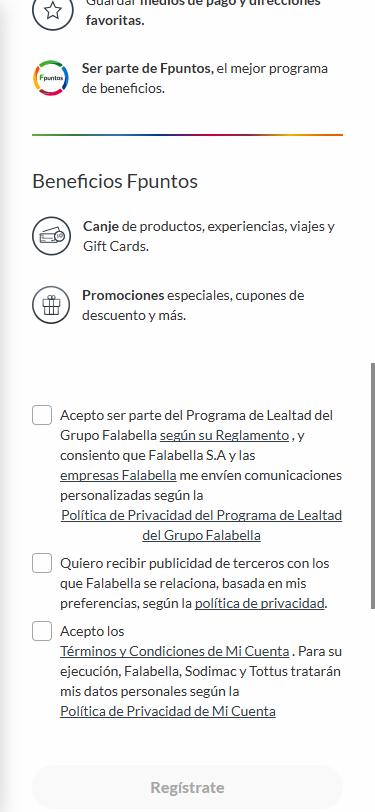 Guardar medios de pago y direcciones
favoritas.
Fpuntos
Ser parte de Fpuntos, el mejor programa
de beneficios.
Beneficios Fpuntos
Canje de productos, experiencias, viajes y
Gift Cards.
Promociones especiales, cupones de
descuento y más.
Acepto ser parte del Programa de Lealtad del
Grupo Falabella según su Reglamento , y
consiento que Falabella S.A y las
empresas Falabella me envíen comunicaciones
personalizadas según la
Política de Privacidad del Programa de Lealtad
del Grupo Falabella
Quiero recibir publicidad de terceros con los
que Falabella se relaciona, basada en mis
preferencias, según la política de privacidad.
Acepto los
Términos y Condiciones de Mi Cuenta . Para su
ejecución, Falabella, Sodimac y Tottus tratarán
mis datos personales según la
Política de Privacidad de Mi Cuenta
Regístrate